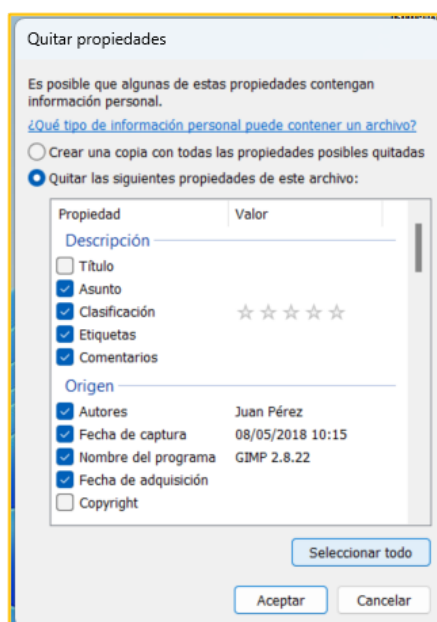 Quitar propiedades
Es posible que algunas de estas propiedades contengan
información personal.
¿Qué tipo de información personal puede contener un archivo?
Crear una copia con todas las propiedades posibles quitadas
Quitar las siguientes propiedades de este archivo:
Propiedad Valor
Descripción
Título
Asunto
Clasificación
Etiquetas
Comentarios
Origen
Autores Juan Pérez
Fecha de captura 08/05/2018 10:15
Nombre del programa GIMP 2.8.22
Fecha de adquisición
Copyright
Seleccionar todo
Aceptar Cancelar